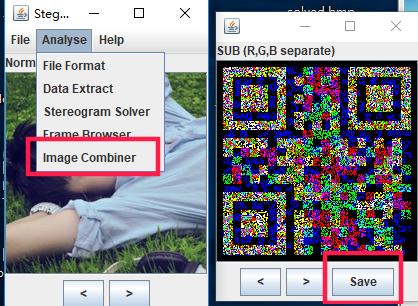 solved.bmp
Steg...
File Analyse Help
Norm
File Format
Data Extract
Stereogram Solver
Frame Browser
Image Combiner
< >
SUB (R,G,B separate)
< > Save